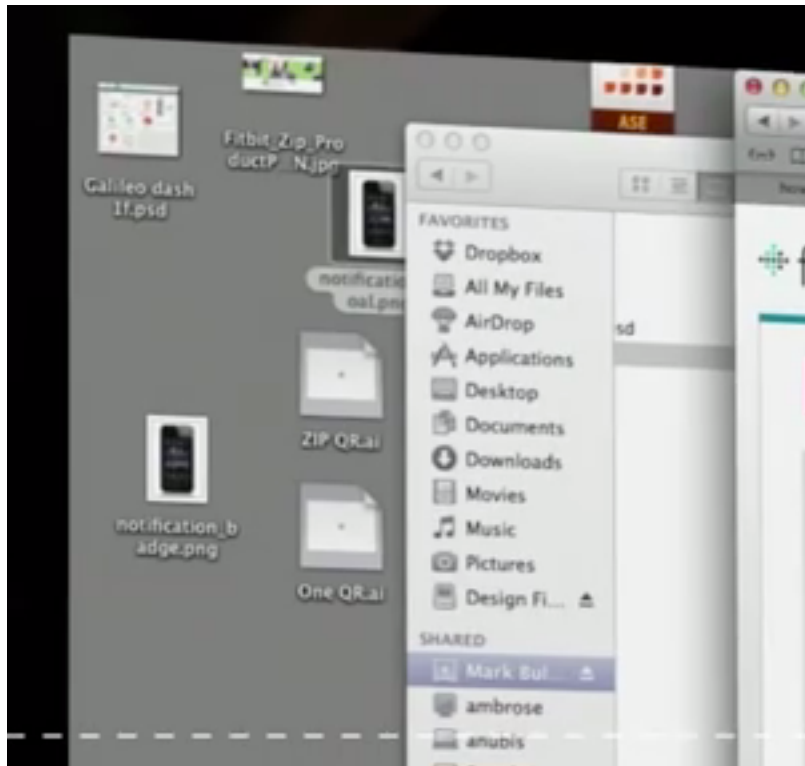 Galileo dash
1f.psd
Fitbit_Zip_Pro
ductP...N.jpg
ASE
notificatio
oal.png
ZIP QR.ai
notification_b
adge.png
One QR.ai
FAVORITES
Dropbox
All My Files
AirDrop
Applications
Desktop
Documents
Downloads
Movies
Music
Pictures
Design Fi...
SHARED
Mark Bul...
ambrose
anubis
sd
f